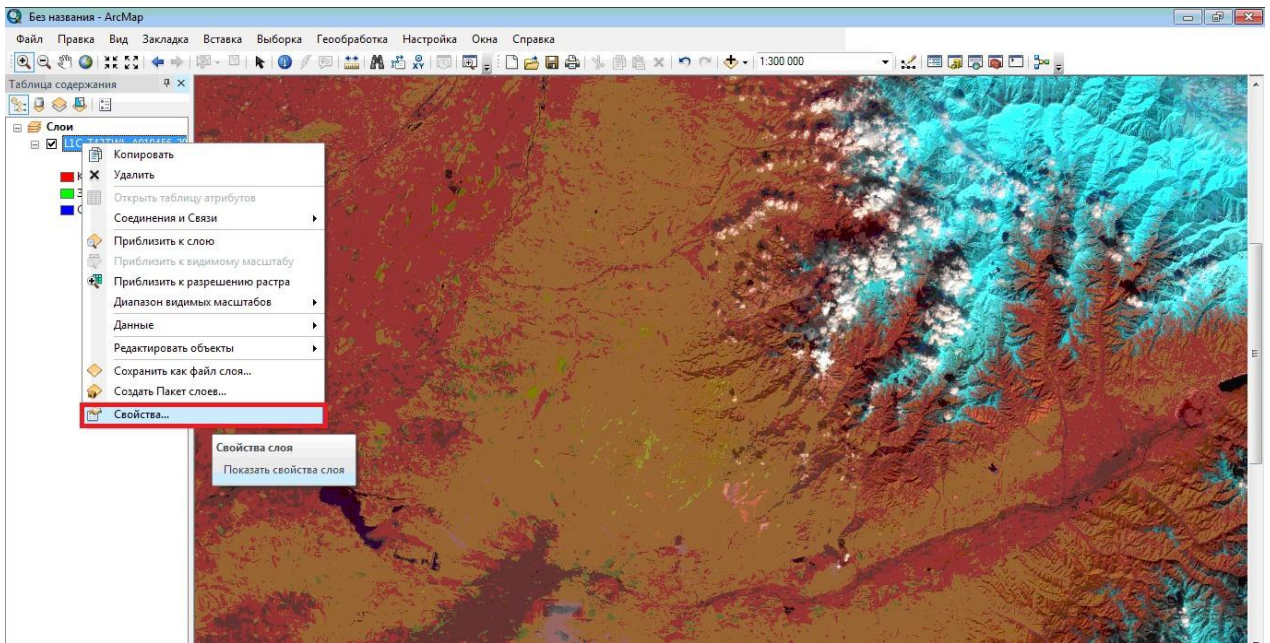 Без названия - ArcMap
Файл Правка Вид Закладка Вставка Выборка Геообработка Настройка Окна Справка
1:300 000
Таблица содержания
Слои
Копировать
Удалить
Открыть таблицу атрибутов
Соединения и Связи
Приблизить к слою
Приблизить к видимому масштабу
Приблизить к разрешению растра
Диапазон видимых масштабов
Данные
Редактировать объекты
Сохранить как файл слоя...
Создать Пакет слоев...
Свойства...
Свойства слоя
Показать свойства слоя